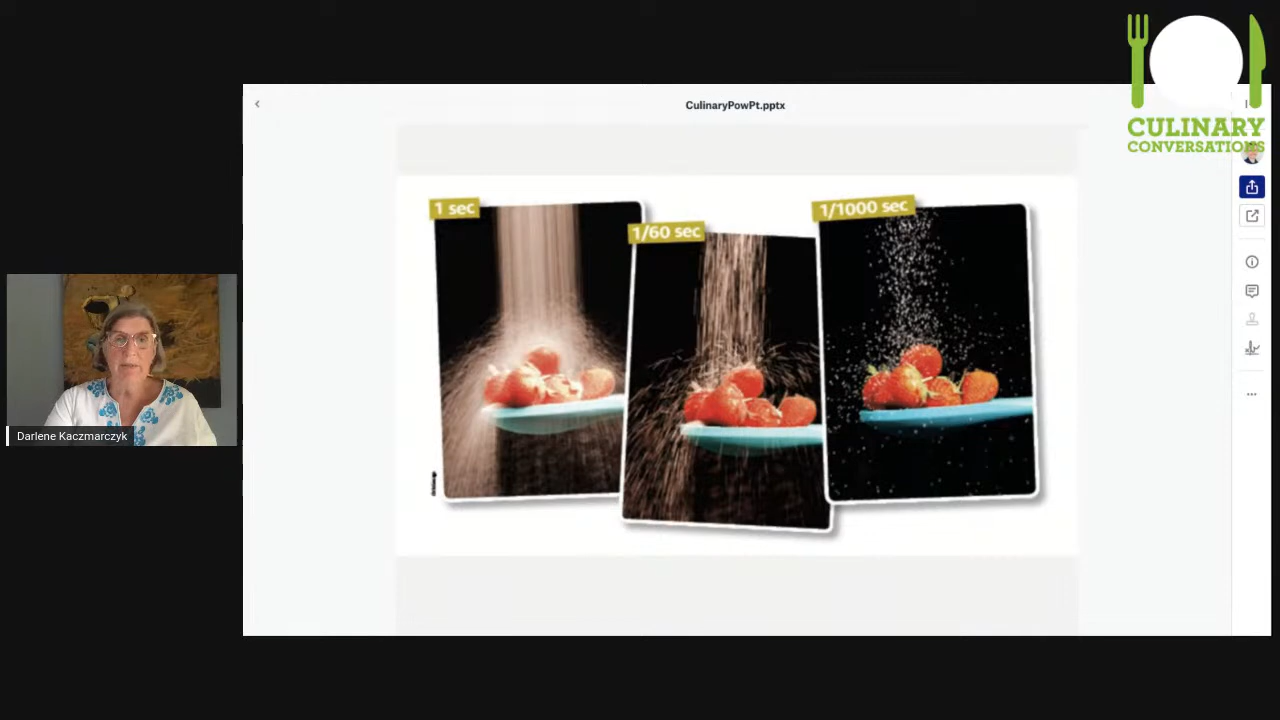 CULINARY
CONVERSATIONS
CulinaryPowPt.pptx
1 sec
1/60 sec
1/1000 sec
Darlene Kaczmarczyk